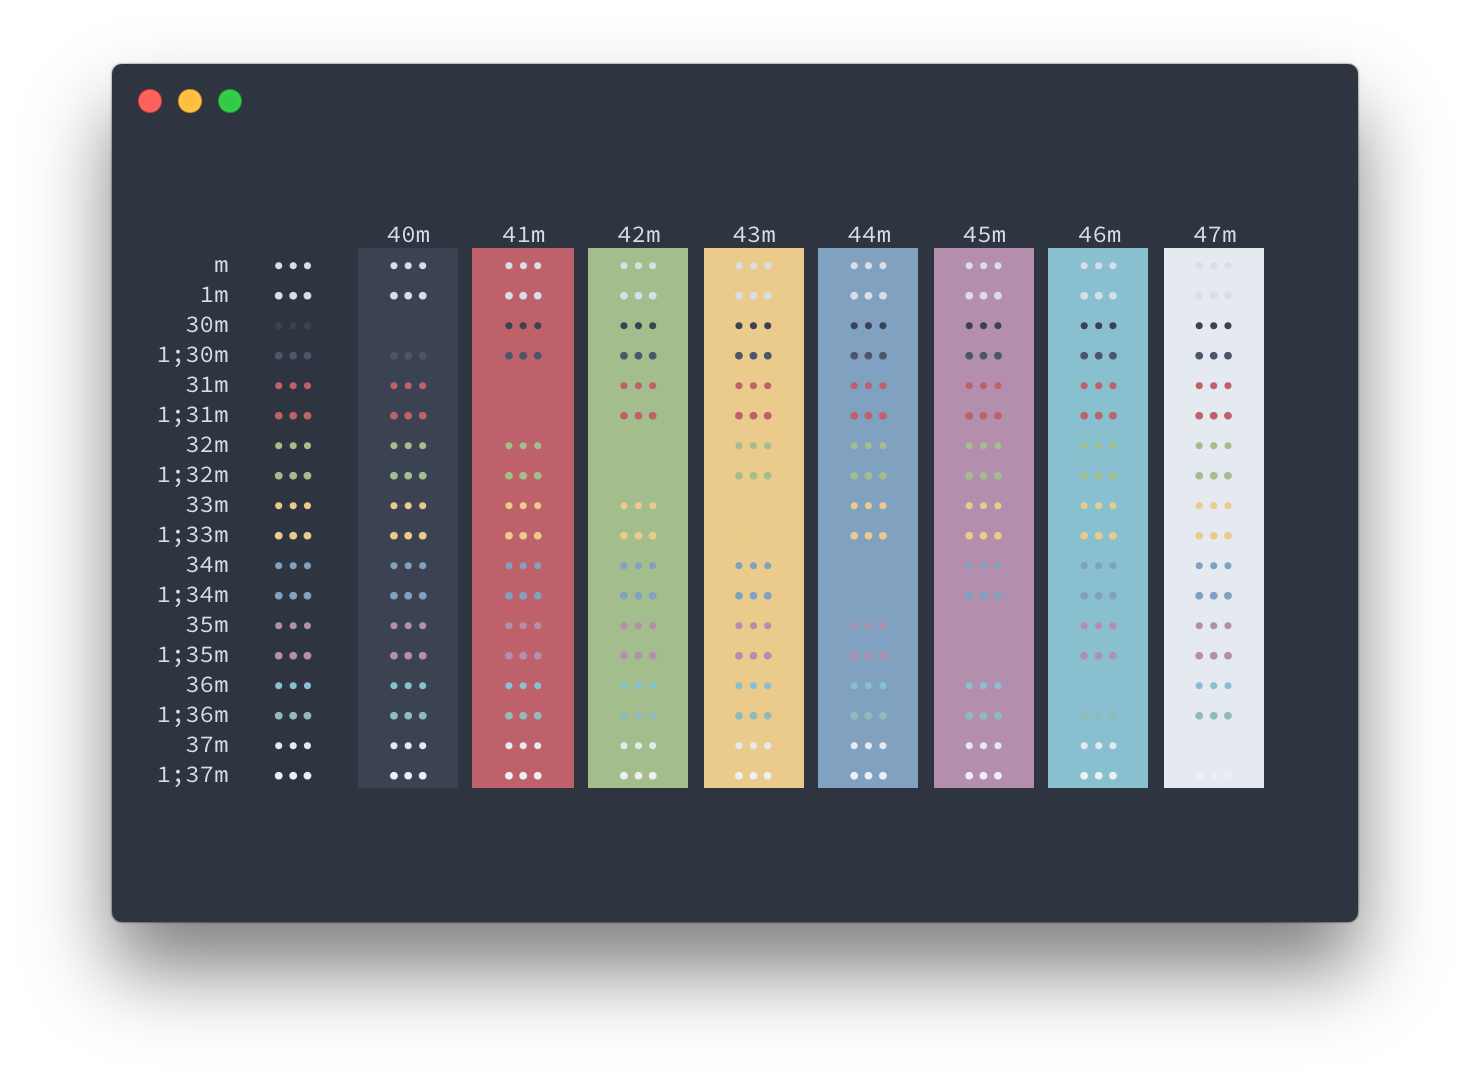 40m 41m 42m 43m 44m 45m 46m 47m
m ••• ••• ••• ••• ••• ••• ••• ••• •••
1m ••• ••• ••• ••• ••• ••• ••• ••• •••
30m ••• ••• ••• ••• ••• ••• ••• •••
1;30m ••• ••• ••• ••• ••• ••• ••• ••• •••
31m ••• ••• ••• ••• ••• ••• ••• •••
1;31m ••• ••• ••• ••• ••• ••• ••• •••
32m ••• ••• ••• ••• ••• ••• ••• •••
1;32m ••• ••• ••• ••• ••• ••• ••• •••
33m ••• ••• ••• ••• ••• ••• ••• •••
1;33m ••• ••• ••• ••• ••• ••• ••• •••
34m ••• ••• ••• ••• ••• ••• ••• •••
1;34m ••• ••• ••• ••• ••• ••• ••• •••
35m ••• ••• ••• ••• ••• ••• ••• •••
1;35m ••• ••• ••• ••• ••• ••• ••• •••
36m ••• ••• ••• ••• ••• ••• ••• •••
1;36m ••• ••• ••• ••• ••• ••• ••• ••• •••
37m ••• ••• ••• ••• ••• ••• ••• •••
1;37m ••• ••• ••• ••• ••• ••• ••• ••• •••